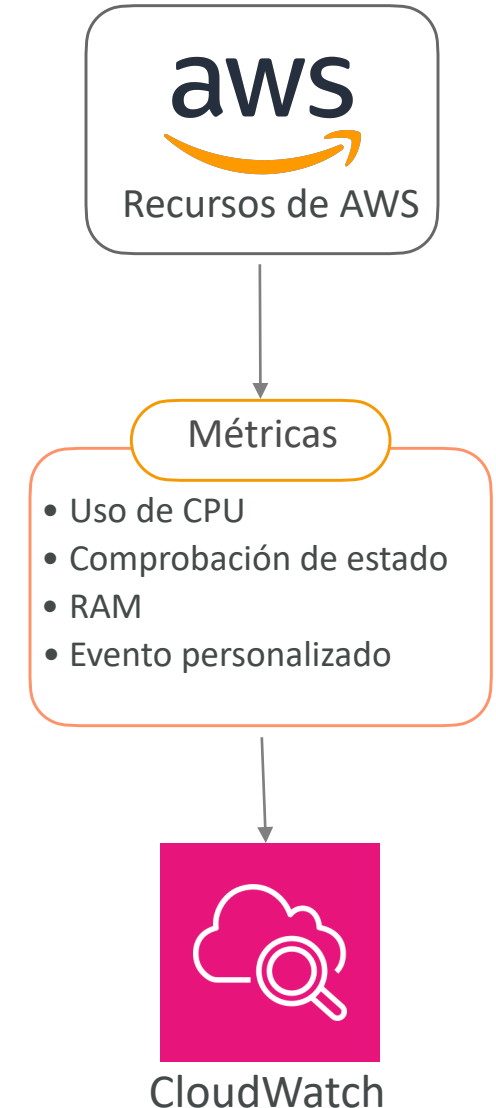 aws
Recursos de AWS
Métricas
• Uso de CPU
• Comprobación de estado
• RAM
• Evento personalizado
CloudWatch